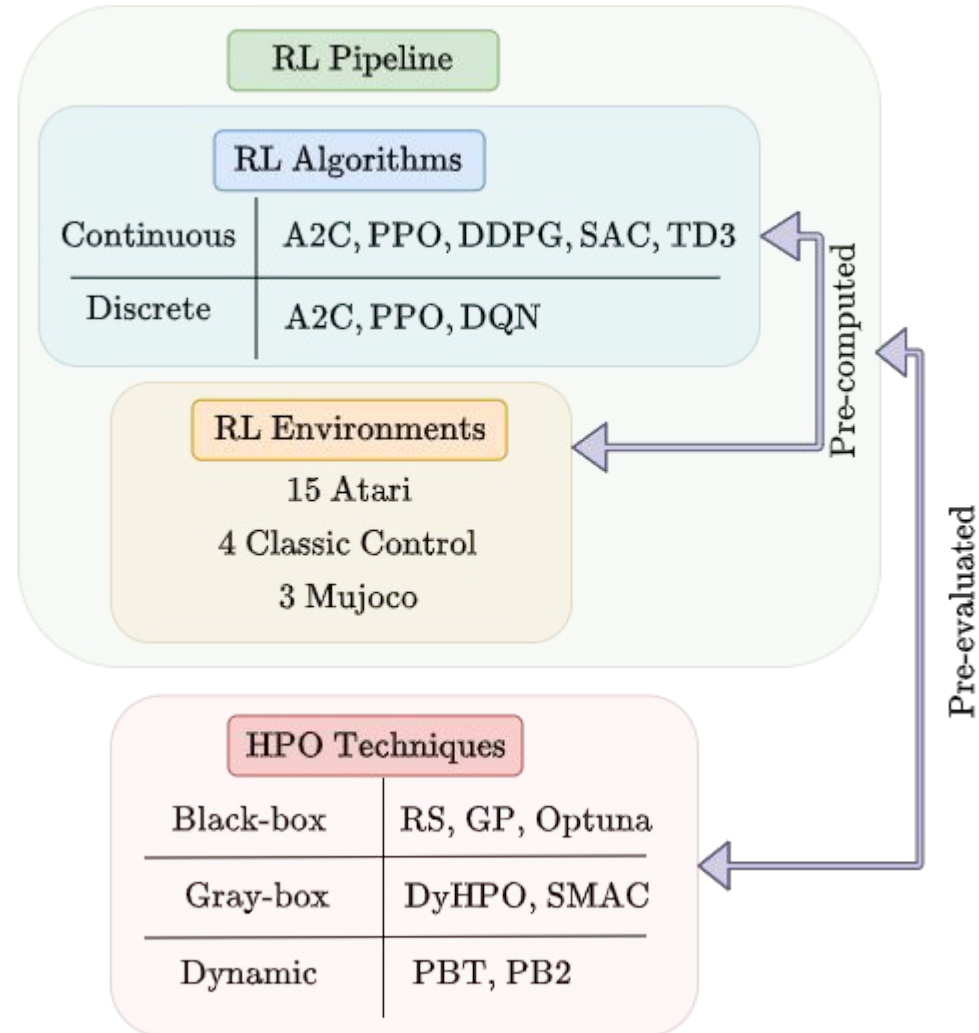 RL Pipeline
RL Algorithms
Continuous A2C, PPO, DDPG, SAC, TD3
Discrete A2C, PPO, DQN
Pre-computed
RL Environments
15 Atari
4 Classic Control
3 Mujoco
Pre-evaluated
HPO Techniques
Black-box RS, GP, Optuna
Gray-box DyHPO, SMAC
Dynamic PBT, PB2